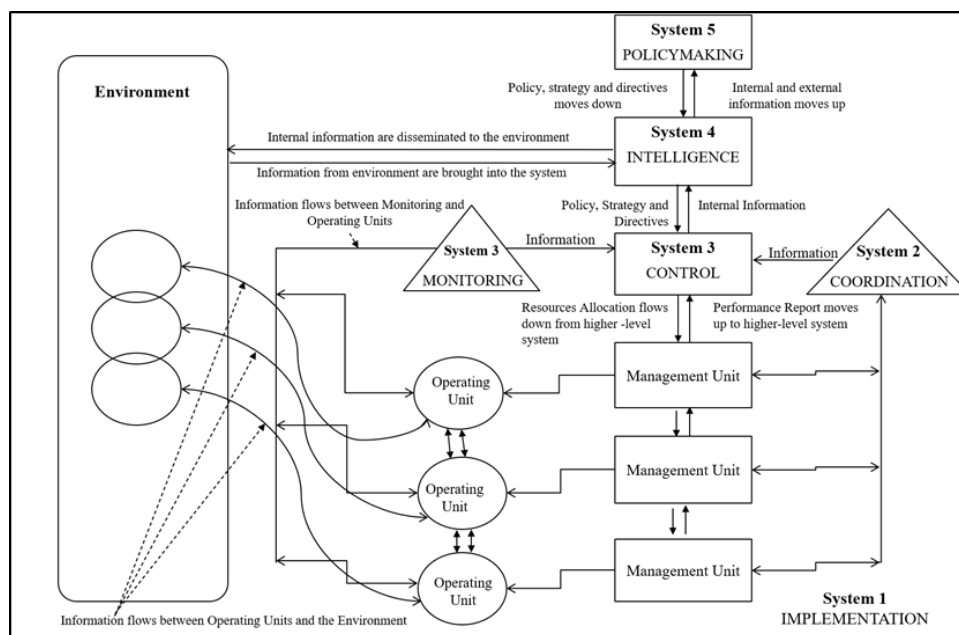 System 5
POLICYMAKING
Environment
Policy, strategy and directives
moves down
Internal and external
information moves up
Internal information are disseminated to the environment
System 4
INTELLIGENCE
Information from environment are brought into the system
Information flows between Monitoring and
Operating Units
Policy, Strategy and
Directives
Internal Information
System 3
MONITORING
Information
System 3
CONTROL
Information
System 2
COORDINATION
Resources Allocation flows
down from higher -level
system
Performance Report moves
up to higher-level system
Operating
Unit
Management Unit
Operating
Unit
Management Unit
Operating
Unit
Management Unit
System 1
IMPLEMENTATION
Information flows between Operating Units and the Environment